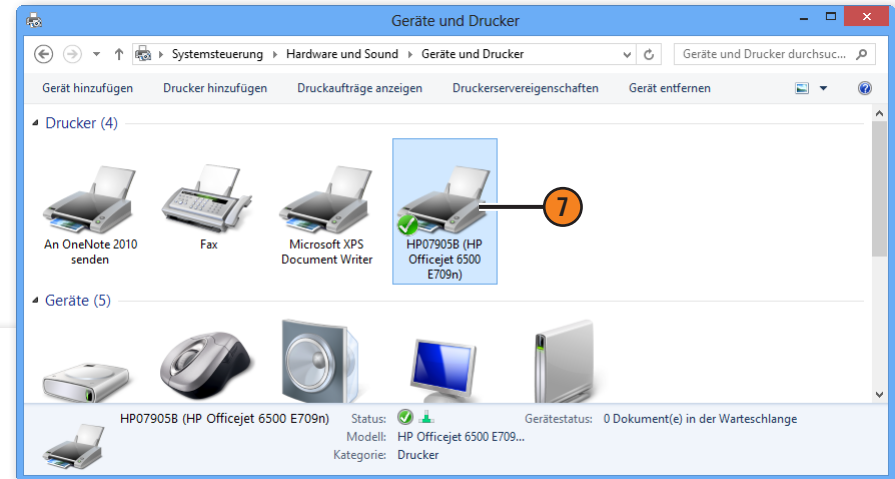 Geräte und Drucker
Systemsteuerung ▸ Hardware und Sound ▸ Geräte und Drucker
Geräte und Drucker durchsuc...
Gerät hinzufügen Drucker hinzufügen Druckaufträge anzeigen Druckerservereigenschaften Gerät entfernen
Drucker (4)
7
An OneNote 2010
senden
Fax
Microsoft XPS
Document Writer
HP07905B (HP
Officejet 6500
E709n)
Geräte (5)
HP07905B (HP Officejet 6500 E709n) Status: Gerätestatus: 0 Dokument(e) in der Warteschlange
Modell: HP Officejet 6500 E709...
Kategorie: Drucker